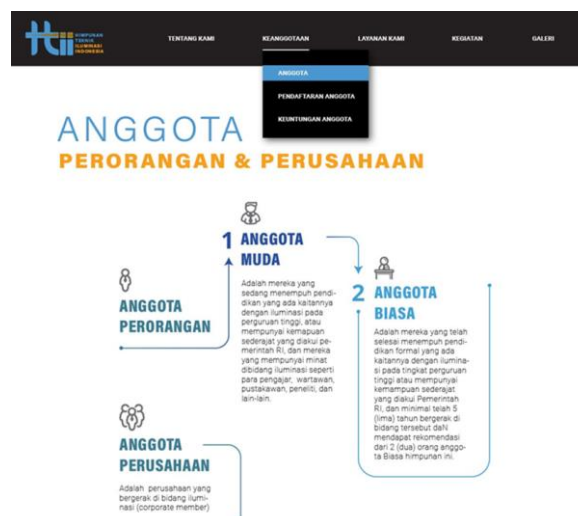 HIMPUNAN
TEKNIK
ILUMINASI
INDONESIA
TENTANG KAMI
KEANGGOTAAN
LAYANAN KAMI
KEGIATAN
GALERI
ANGGOTA
PENDAFTARAN ANGGOTA
KEUNTUNGAN ANGGOTA
ANGGOTA
PERORANGAN & PERUSAHAAN
ANGGOTA
PERORANGAN
1 ANGGOTA
MUDA
Adalah mereka yang
sedang menempuh pendi-
dikan yang ada kaitannya
dengan iluminasi pada
perguruan tinggi, atau
mempunyai kemapuan
sederajat yang diakui pe-
merintah RI, dan mereka
yang mempunyai minat
dibidang iluminasi seperti
para pengajar, wartawan,
pustakawan, peneliti, dan
lain-lain.
2 ANGGOTA
BIASA
Adalah mereka yang telah
selesai menempuh pendi-
dikan formal yang ada
kaitannya dengan ilumina-
si pada tingkat perguruan
tinggi atau mempunyai
kemampuan sederajat
yang diakui Pemerintah
RI, dan minimal telah 5
(lima) tahun bergerak di
bidang tersebut daN
mendapat rekomendasi
dari 2 (dua) orang anggo-
ta Biasa himpunan ini.
ANGGOTA
PERUSAHAAN
Adalah perusahaan yang
bergerak di bidang ilumi-
nasi (corporate member)